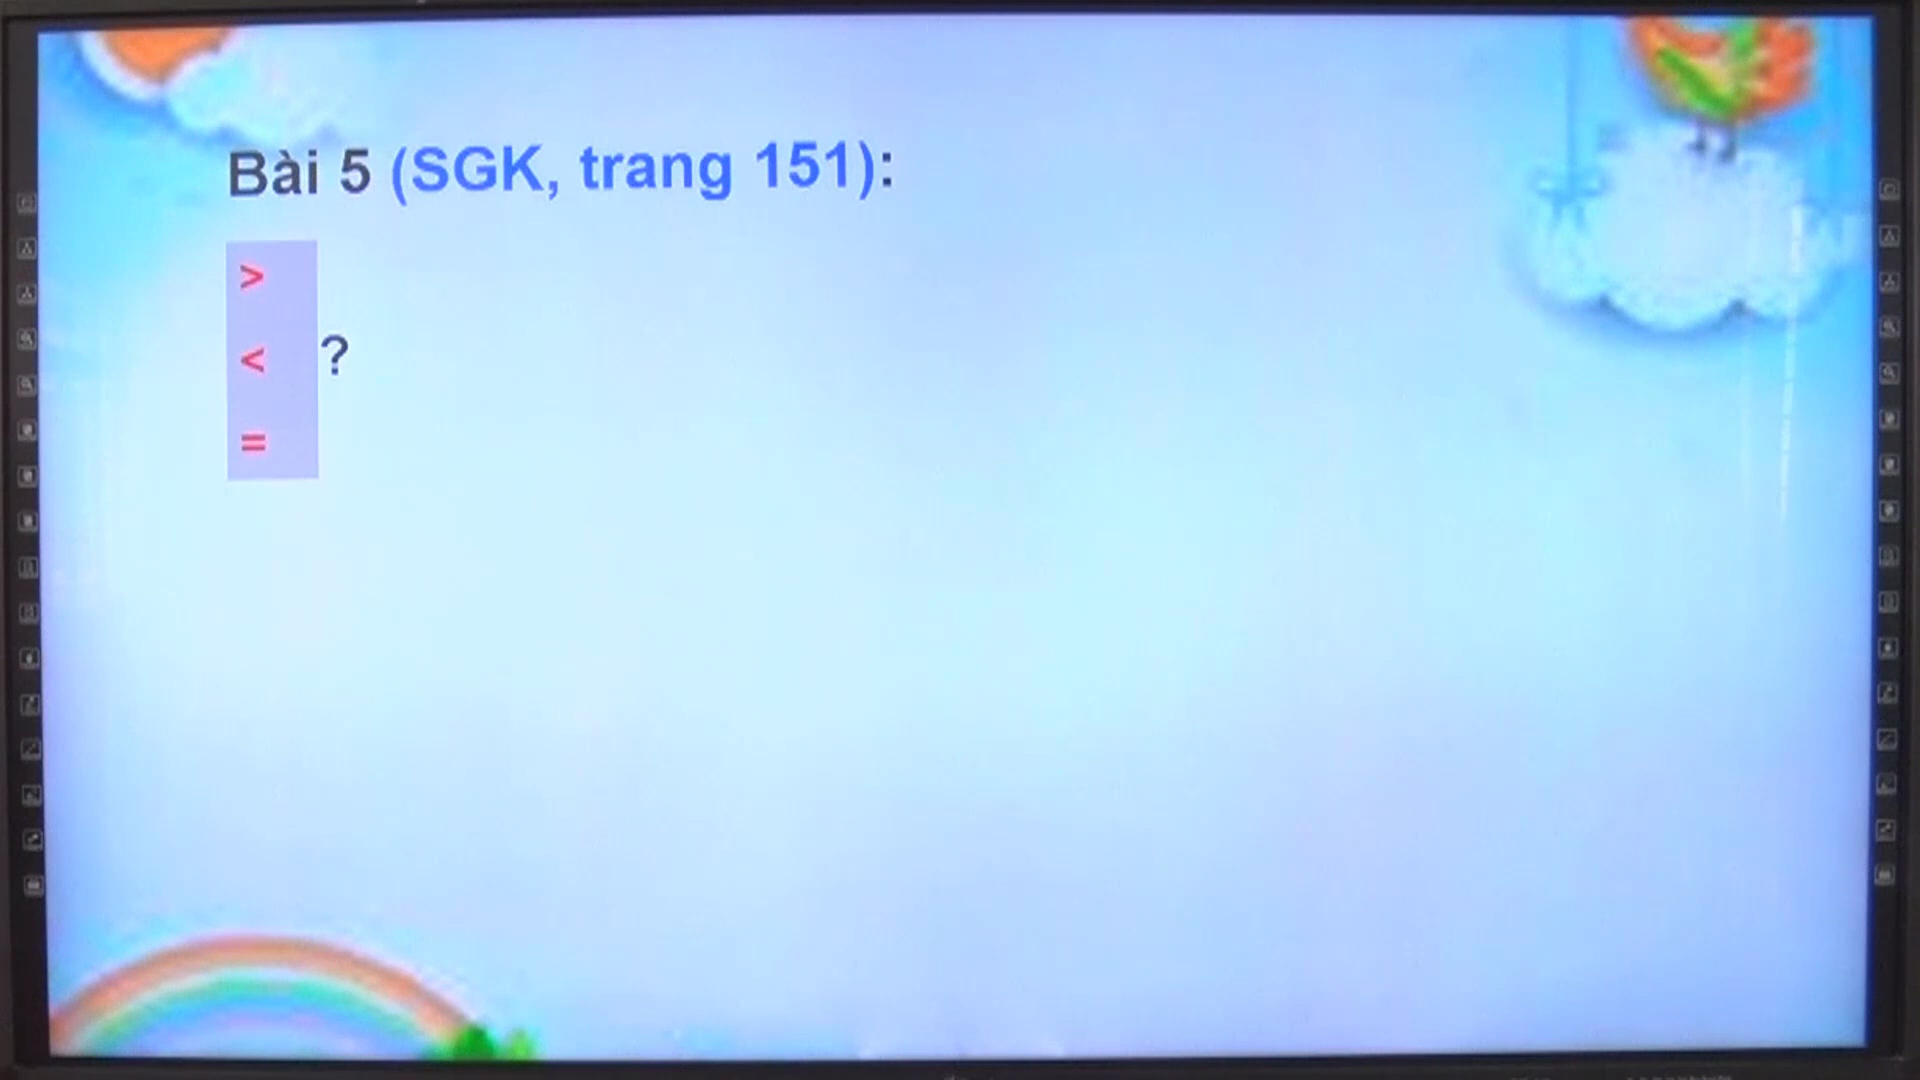 Bài 5 (SGK, trang 151):
>
< ?
=